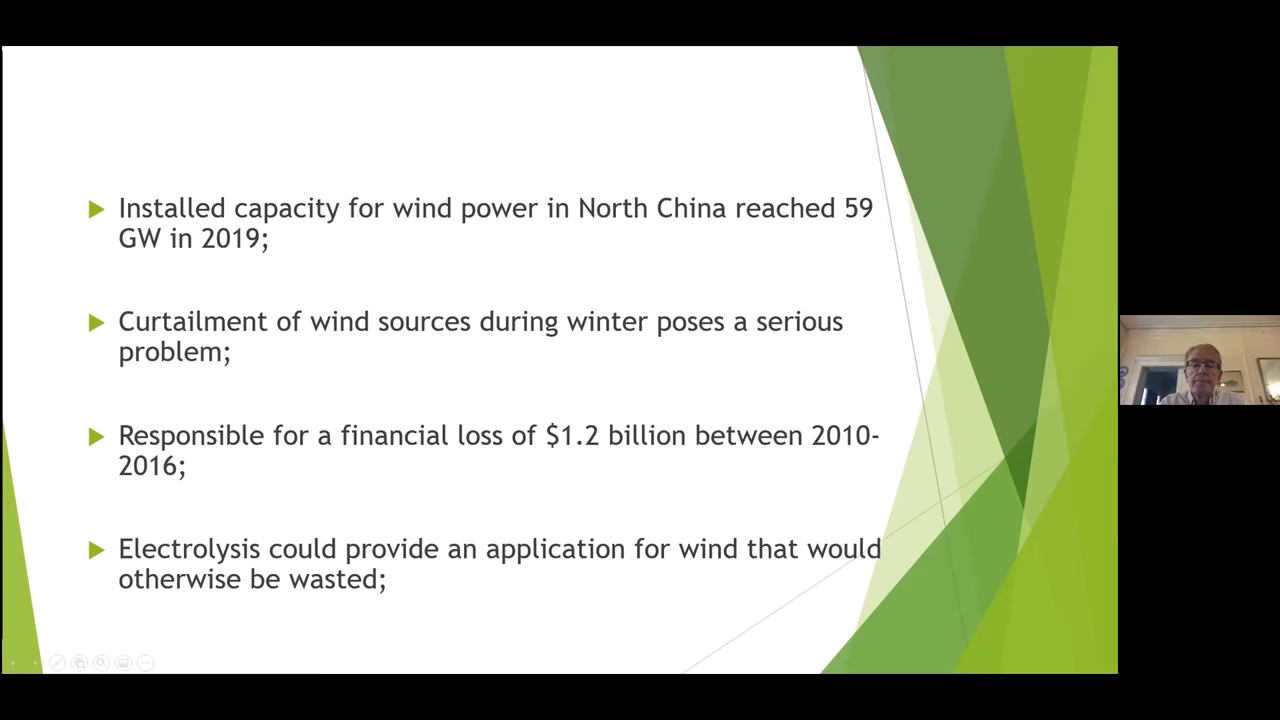 Installed capacity for wind power in North China reached 59
GW in 2019;
Curtailment of wind sources during winter poses a serious
problem;
Responsible for a financial loss of $1.2 billion between 2010-
2016;
Electrolysis could provide an application for wind that would
otherwise be wasted;